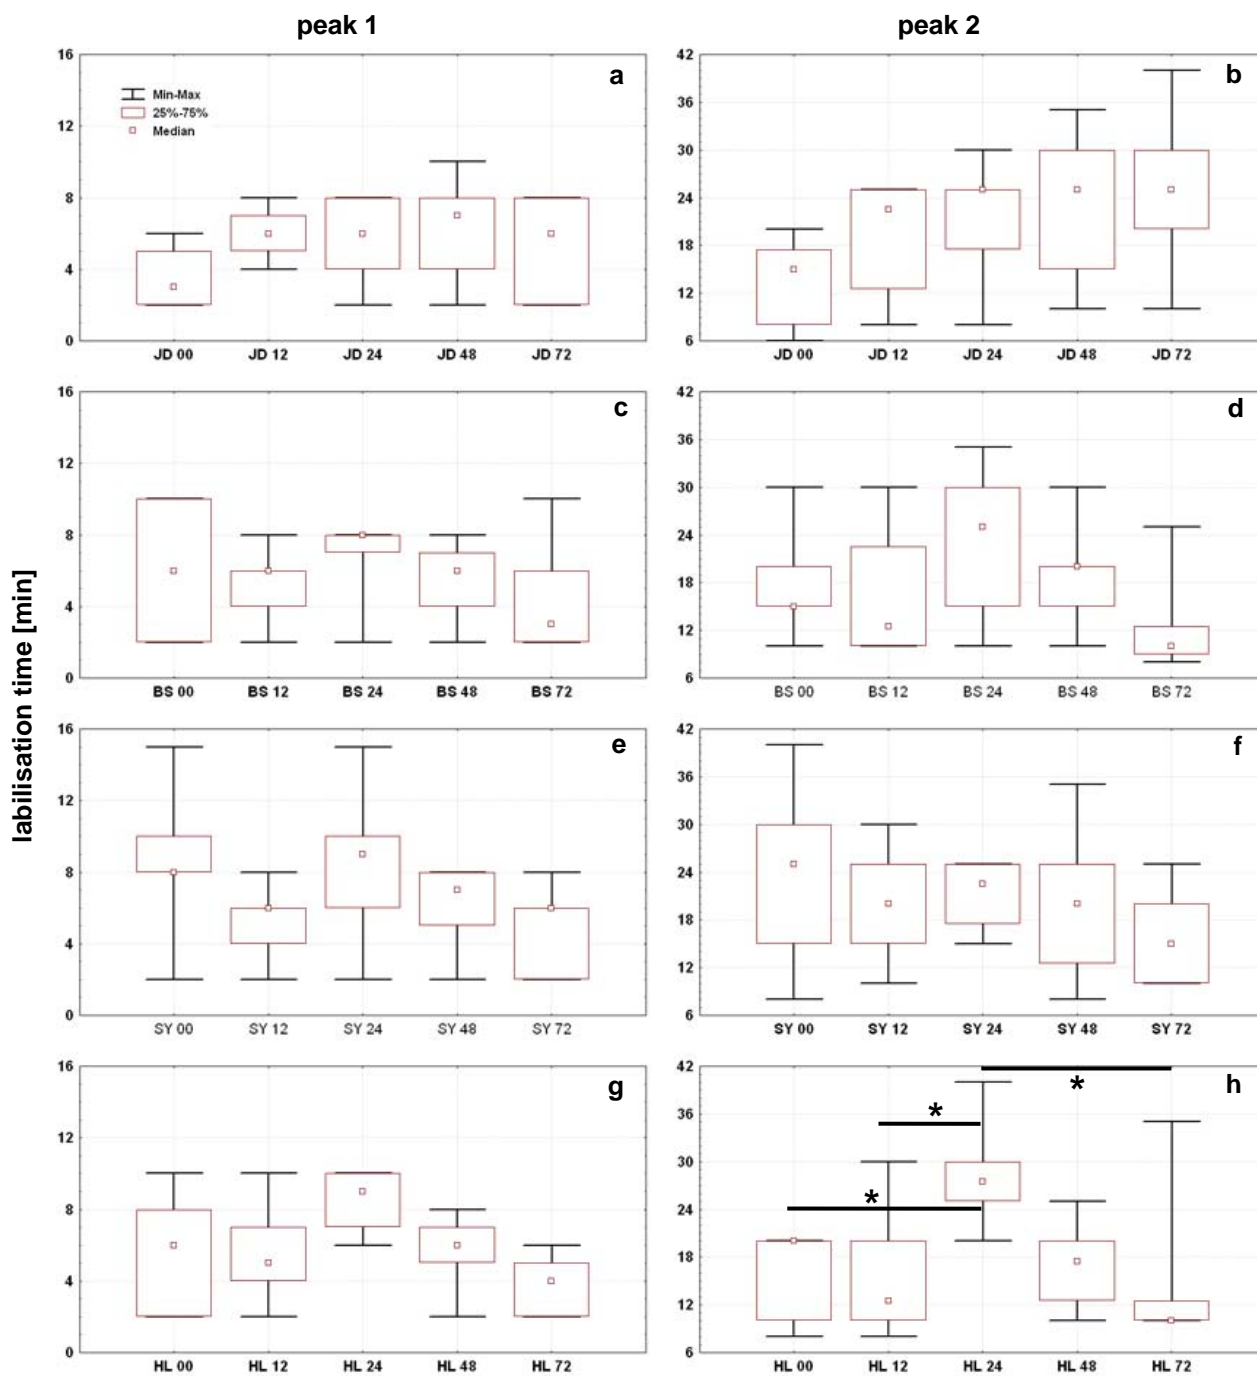 peak 1
peak 2
labilisation time [min]
16
12
8
4
0
a
Min-Max
25%-75%
Median
JD 00 JD 12 JD 24 JD 48 JD 72
42
36
30
24
18
12
6
b
JD 00 JD 12 JD 24 JD 48 JD 72
16
12
8
4
0
c
BS 00 BS 12 BS 24 BS 48 BS 72
42
36
30
24
18
12
6
d
BS 00 BS 12 BS 24 BS 48 BS 72
16
12
8
4
0
e
SY 00 SY 12 SY 24 SY 48 SY 72
42
36
30
24
18
12
6
f
SY 00 SY 12 SY 24 SY 48 SY 72
16
12
8
4
0
g
HL 00 HL 12 HL 24 HL 48 HL 72
42
36
30
24
18
12
6
h
*
*
*
HL 00 HL 12 HL 24 HL 48 HL 72